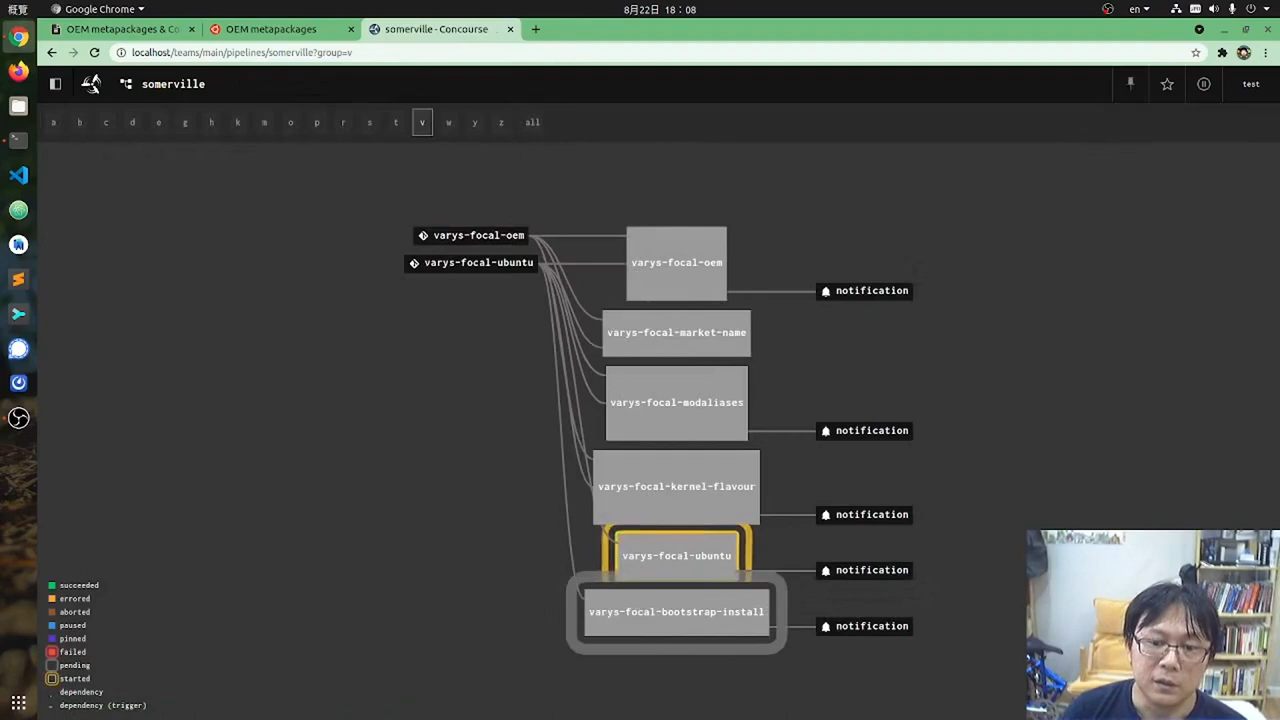 概覧
Google Chrome
8月22日 18：08
en
OEM metapackages & Co
OEM metapackages
somerville - Concourse
localhost/teams/main/pipelines/somerville?group=v
somerville
test
a b c d e g h k m o p r s t v w y z all
varys-focal-oem
varys-focal-ubuntu
varys-focal-oem
notification
varys-focal-market-name
varys-focal-modaliases
notification
varys-focal-kernel-flavour
notification
varys-focal-ubuntu
notification
varys-focal-bootstrap-install
notification
succeeded
errored
aborted
paused
pinned
failed
pending
started
dependency
dependency (trigger)